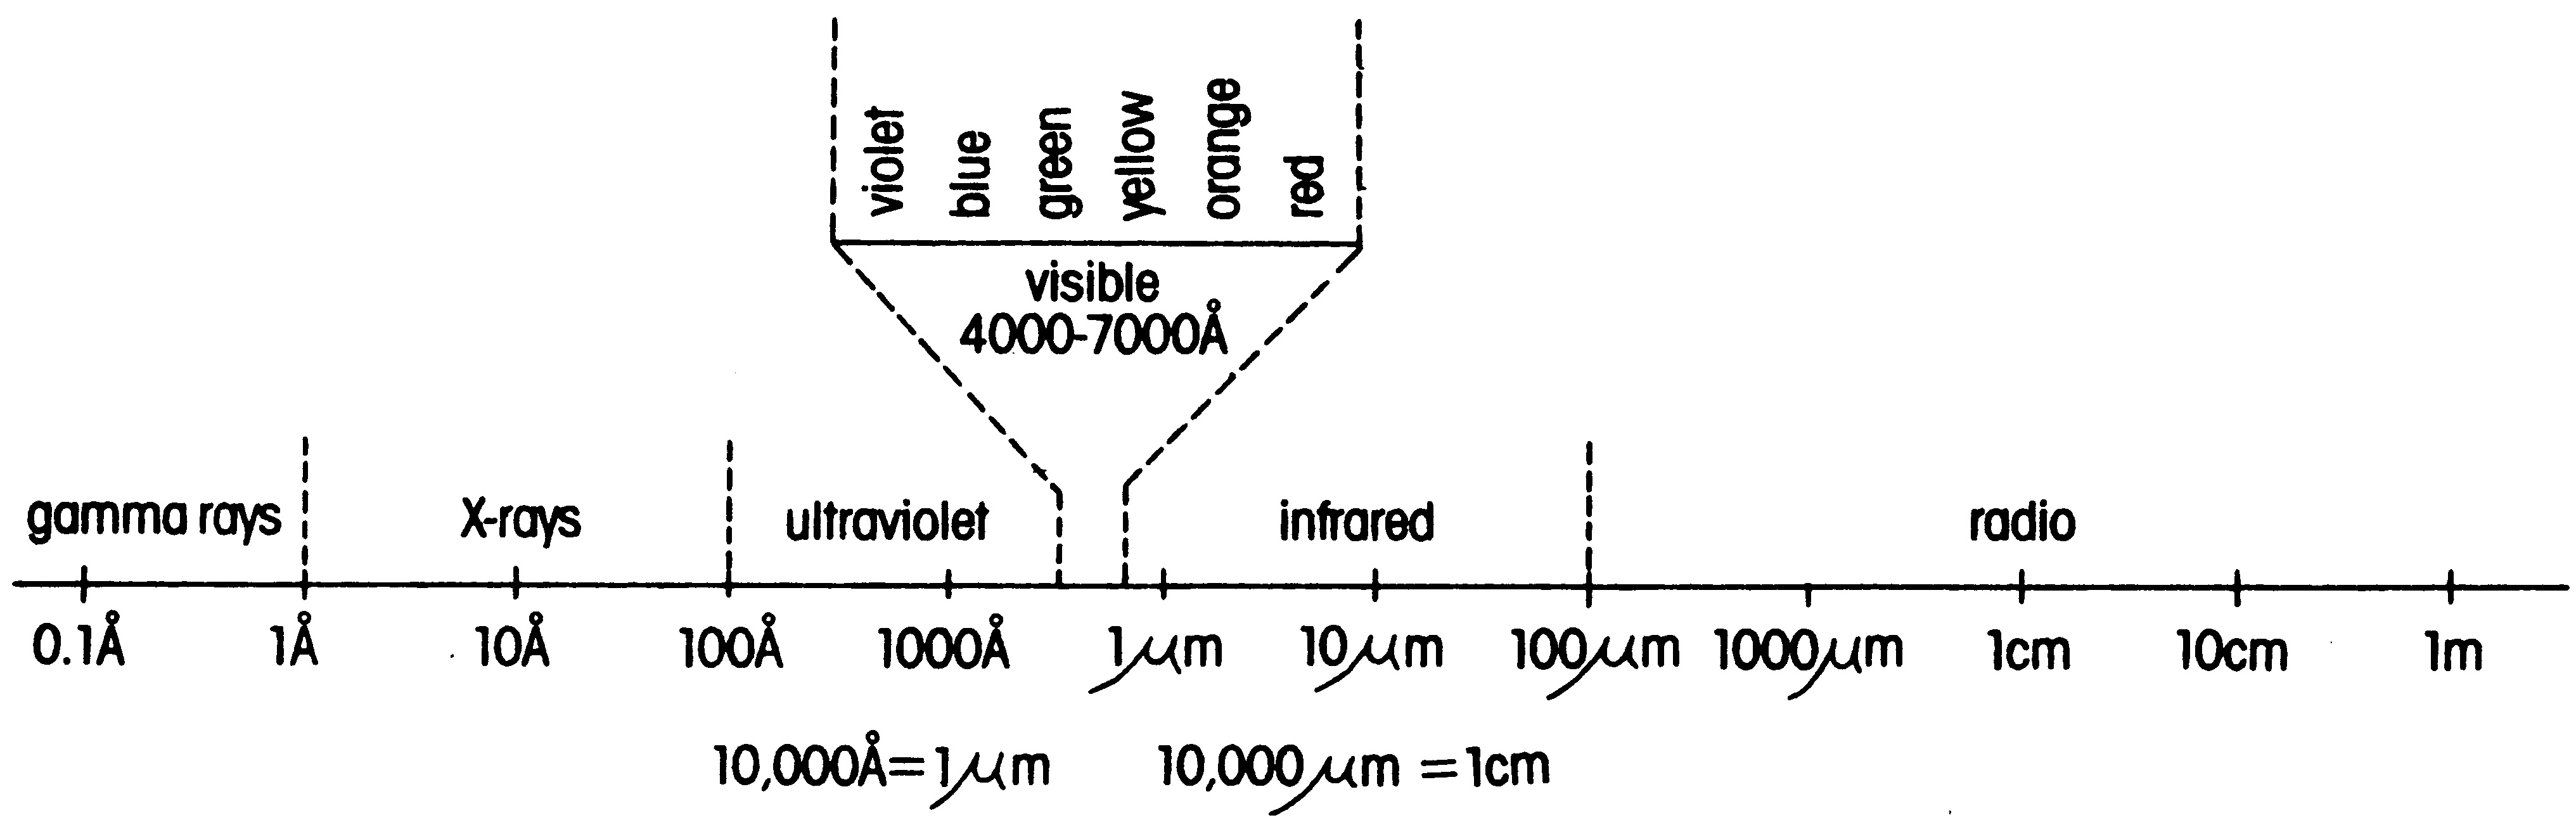 violet
blue
green
yellow
orange
red
visible
4000-7000Å
gamma rays
X-rays
ultraviolet
infrared
radio
0.1Å
1Å
10Å
100Å
1000Å
1μm
10μm
100μm
1000μm
1cm
10cm
1m
10,000Å=1μm
10,000μm =1cm